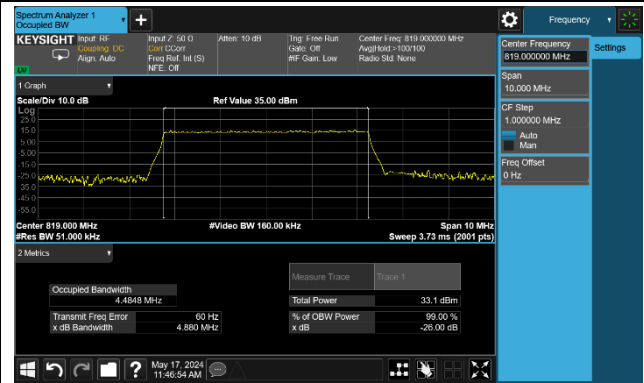 Spectrum Analyzer 1
Occupied BW
Frequency
KEYSIGHT
Input: RF
Coupling: DC
Align: Auto
Input Z: 50 Ω
Corr CCorr
Freq Ref: Int (S)
NFE: Off
Atten: 10 dB
Trig: Free Run
Gate: Off
#IF Gain: Low
Center Freq: 819.000000 MHz
Avg|Hold:>100/100
Radio Std: None
LXI
Center Frequency
819.000000 MHz
Settings
Span
10.000 MHz
CF Step
1.000000 MHz
Auto
Man
Freq Offset
0 Hz
1 Graph
Scale/Div 10.0 dB
Ref Value 35.00 dBm
Log
25.0
15.0
5.00
-5.00
-15.0
-25.0
-35.0
-45.0
-55.0
Center 819.000 MHz
#Video BW 160.00 kHz
Span 10 MHz
#Res BW 51.000 kHz
Sweep 3.73 ms (2001 pts)
2 Metrics
Measure Trace
Trace 1
Occupied Bandwidth
4.4848 MHz
Total Power
33.1 dBm
Transmit Freq Error
60 Hz
% of OBW Power
99.00 %
x dB Bandwidth
4.880 MHz
x dB
-26.00 dB
?
May 17, 2024
11:46:54 AM